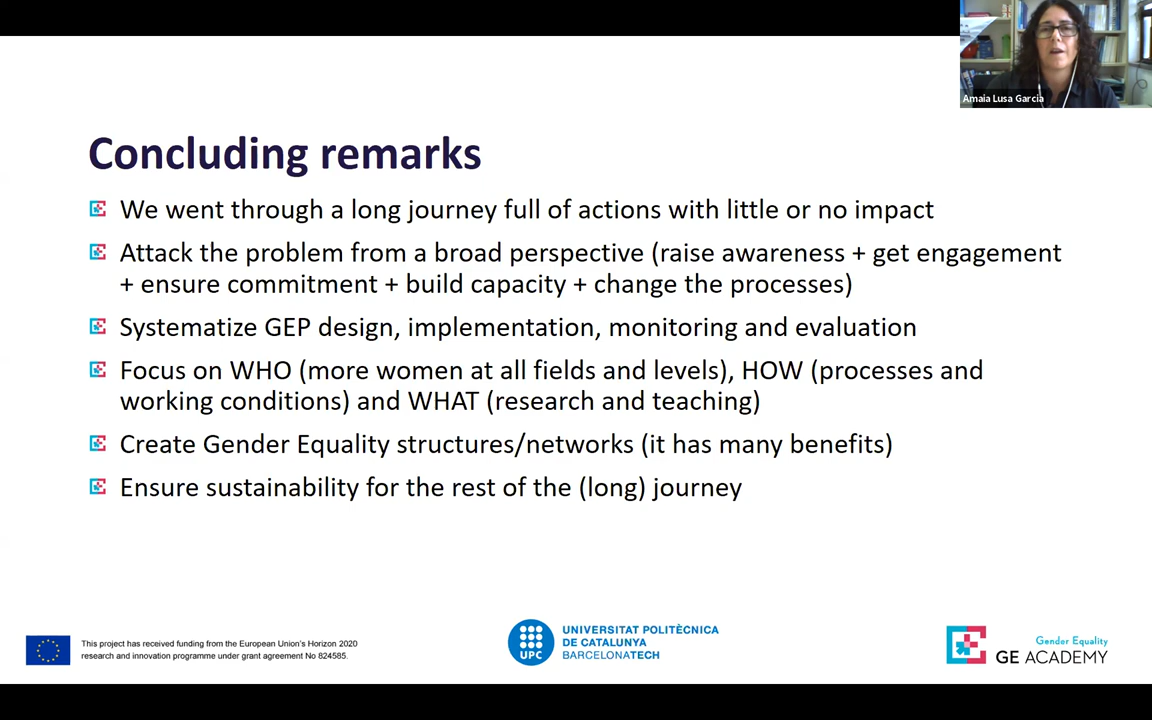 Amaia Lusa Garcia
Concluding remarks
We went through a long journey full of actions with little or no impact
Attack the problem from a broad perspective (raise awareness + get engagement
+ ensure commitment + build capacity + change the processes)
Systematize GEP design, implementation, monitoring and evaluation
Focus on WHO (more women at all fields and levels), HOW (processes and
working conditions) and WHAT (research and teaching)
Create Gender Equality structures/networks (it has many benefits)
Ensure sustainability for the rest of the (long) journey
This project has received funding from the European Union's Horizon 2020
research and innovation programme under grant agreement No 824585.
UPC
UNIVERSITAT POLITÈCNICA
DE CATALUNYA
BARCELONATECH
Gender Equality
GE ACADEMY